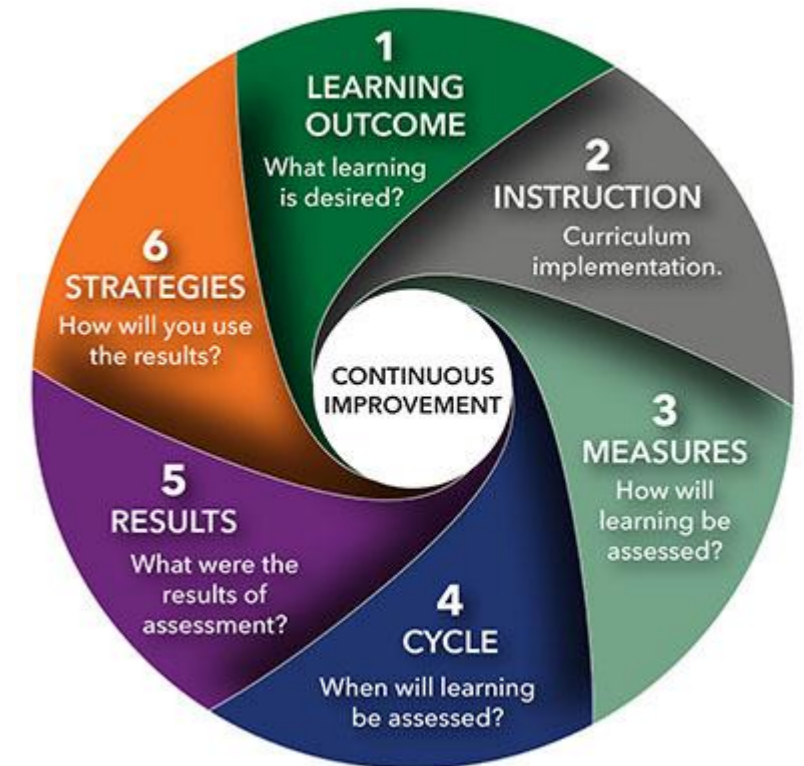 1
LEARNING
OUTCOME
What learning
is desired?
2
INSTRUCTION
Curriculum
implementation.
3
MEASURES
How will
learning be
assessed?
4
CYCLE
When will learning
be assessed?
5
RESULTS
What were the
results of
assessment?
6
STRATEGIES
How will you use
the results?
CONTINUOUS
IMPROVEMENT